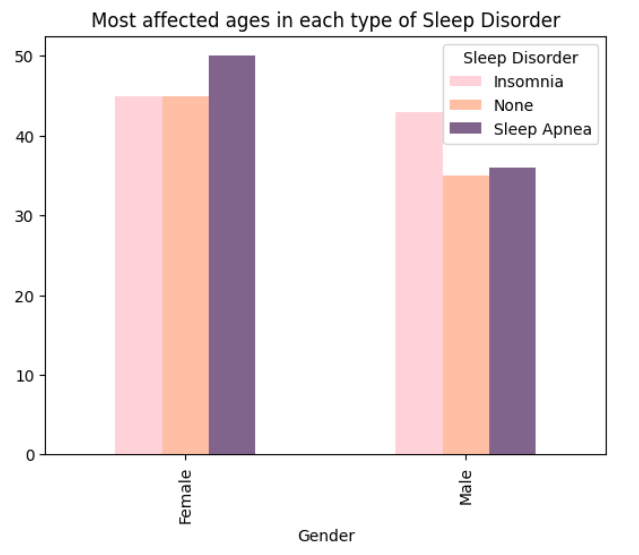 Most affected ages in each type of Sleep Disorder
Sleep Disorder
Insomnia
None
Sleep Apnea
50
40
30
20
10
0
Female
Male
Gender